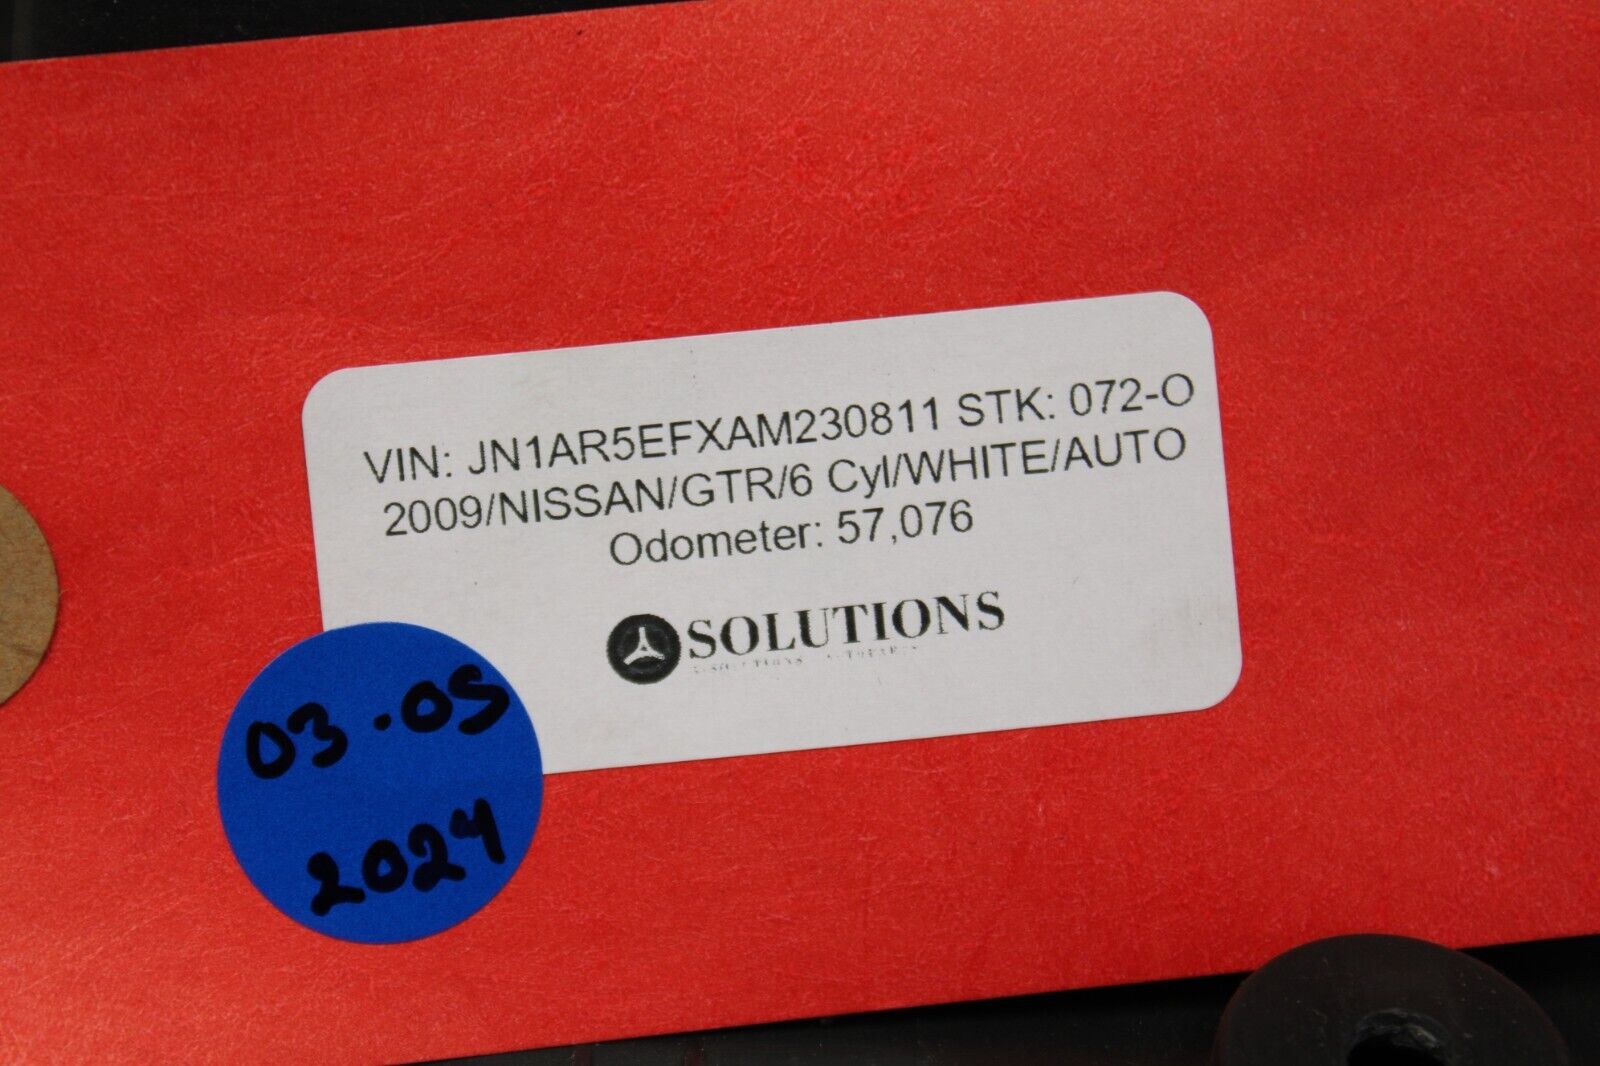 VIN: JN1AR5EFXAM230811 STK: 072-O
2009/NISSAN/GTR/6 Cyl/WHITE/AUTO
Odometer: 57,076
SOLUTIONS
03.05
2024